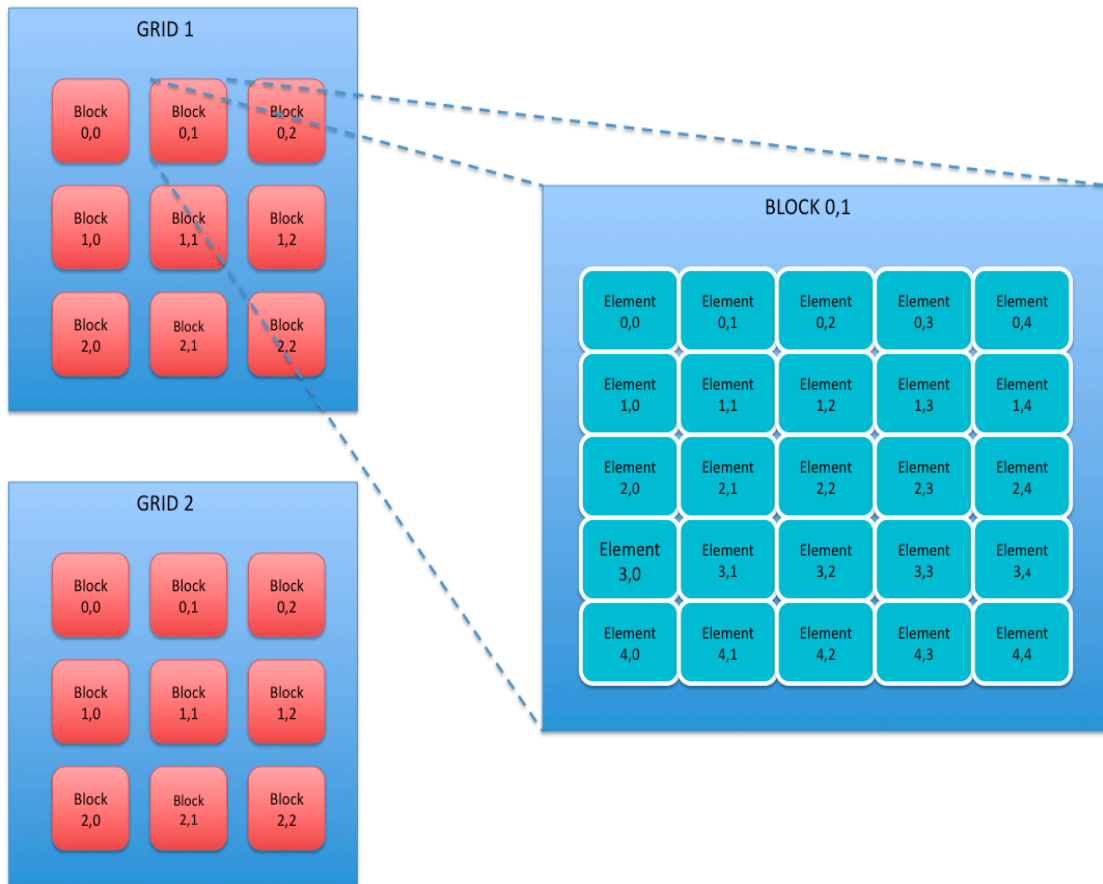 GRID 1
Block
0,0
Block
0,1
Block
0,2
Block
1,0
Block
1,1
Block
1,2
Block
2,0
Block
2,1
Block
2,2
BLOCK 0,1
Element
0,0
Element
0,1
Element
0,2
Element
0,3
Element
0,4
Element
1,0
Element
1,1
Element
1,2
Element
1,3
Element
1,4
Element
2,0
Element
2,1
Element
2,2
Element
2,3
Element
2,4
Element
3,0
Element
3,1
Element
3,2
Element
3,3
Element
3,4
Element
4,0
Element
4,1
Element
4,2
Element
4,3
Element
4,4
GRID 2
Block
0,0
Block
0,1
Block
0,2
Block
1,0
Block
1,1
Block
1,2
Block
2,0
Block
2,1
Block
2,2